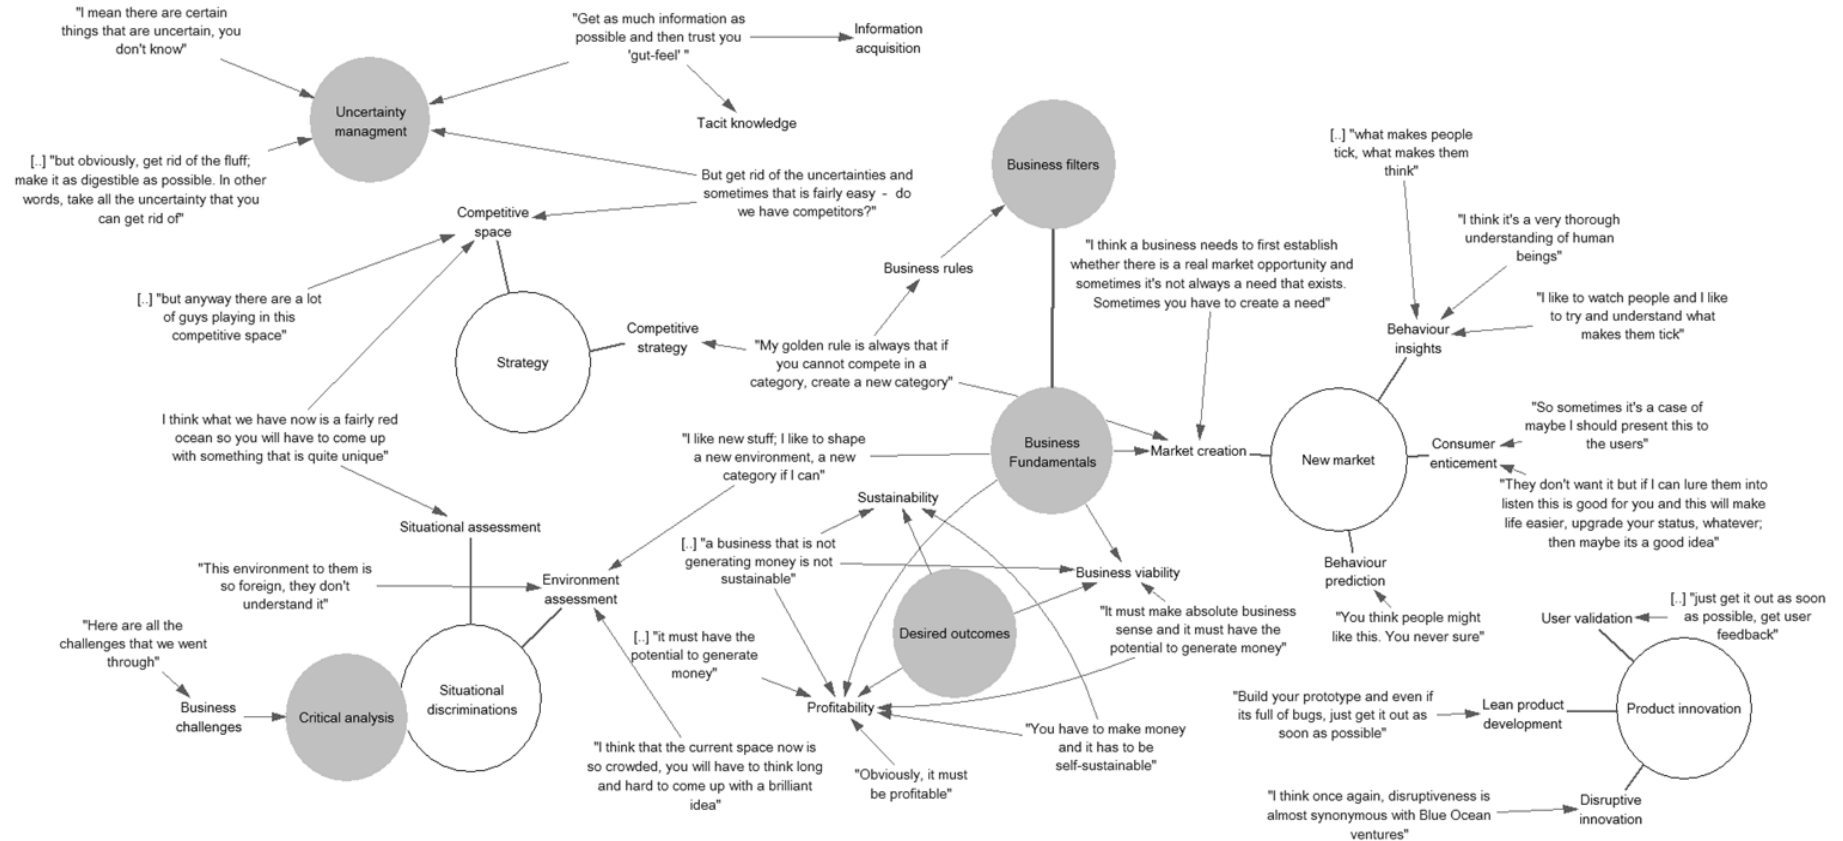 "I mean there are certain
things that are uncertain, you
don't know"
"Get as much information as
possible and then trust you
'gut-feel' "
Information
acquisition
Uncertainty
managment
Tacit knowledge
[..] "but obviously, get rid of the fluff;
make it as digestible as possible. In other
words, take all the uncertainty that you
can get rid of"
But get rid of the uncertainties and
sometimes that is fairly easy - do
we have competitors?"
Business filters
[..] "what makes people
tick, what makes them
think"
Competitive
space
"I think it's a very thorough
understanding of human
beings"
Business rules
"I think a business needs to first establish
whether there is a real market opportunity and
sometimes it's not always a need that exists.
Sometimes you have to create a need"
[..] "but anyway there are a lot
of guys playing in this
competitive space"
"I like to watch people and I like
to try and understand what
makes them tick"
Behaviour
insights
Strategy
Competitive
strategy
"My golden rule is always that if
you cannot compete in a
category, create a new category"
I think what we have now is a fairly red
ocean so you will have to come up
with something that is quite unique"
"I like new stuff; I like to shape
a new environment, a new
category if I can"
Business
Fundamentals
Market creation
New market
"So sometimes it's a case of
maybe I should present this to
the users"
Consumer
enticement
"They don't want it but if I can lure them into
listen this is good for you and this will make
life easier, upgrade your status, whatever;
then maybe its a good idea"
Sustainability
Situational assessment
[..] "a business that is not
generating money is not
sustainable"
Business viability
Behaviour
prediction
"This environment to them is
so foreign, they don't
understand it"
Environment
assessment
"It must make absolute business
sense and it must have the
potential to generate money"
"You think people might
like this. You never sure"
User validation
[..] "just get it out as soon
as possible, get user
feedback"
"Here are all the
challenges that we went
through"
[..] "it must have the
potential to generate
money"
Desired outcomes
Situational
discriminations
Business
challenges
Critical analysis
Profitability
"Build your prototype and even if
its full of bugs, just get it out as
soon as possible"
Lean product
development
Product innovation
"I think that the current space now is
so crowded, you will have to think long
and hard to come up with a brilliant
idea"
"You have to make money
and it has to be
self-sustainable"
"Obviously, it must
be profitable"
"I think once again, disruptiveness is
almost synonymous with Blue Ocean
ventures"
Disruptive
innovation